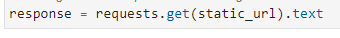 response = requests.get(static_url).text